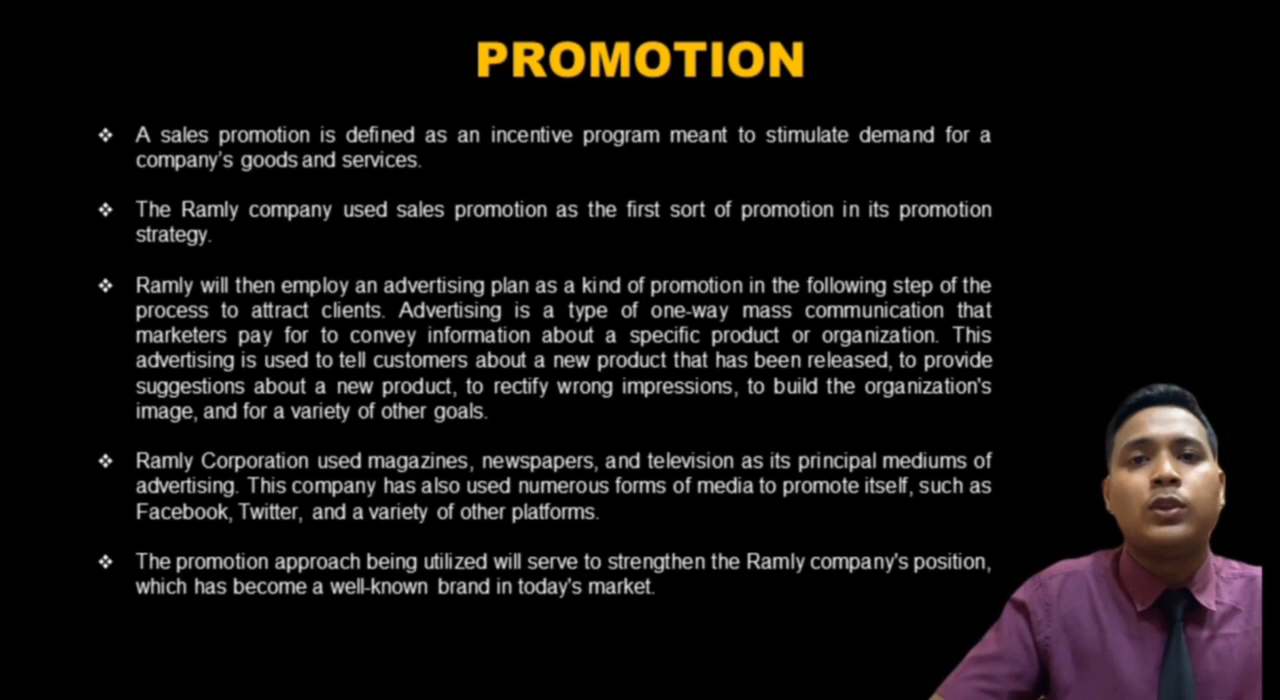 PROMOTION
❖ A sales promotion is defined as an incentive program meant to stimulate demand for a
company's goods and services.
❖ The Ramly company used sales promotion as the first sort of promotion in its promotion
strategy.
❖ Ramly will then employ an advertising plan as a kind of promotion in the following step of the
process to attract clients. Advertising is a type of one-way mass communication that
marketers pay for to convey information about a specific product or organization. This
advertising is used to tell customers about a new product that has been released, to provide
suggestions about a new product, to rectify wrong impressions, to build the organization's
image, and for a variety of other goals.
❖ Ramly Corporation used magazines, newspapers, and television as its principal mediums of
advertising. This company has also used numerous forms of media to promote itself, such as
Facebook, Twitter, and a variety of other platforms.
❖ The promotion approach being utilized will serve to strengthen the Ramly company's position,
which has become a well-known brand in today's market.